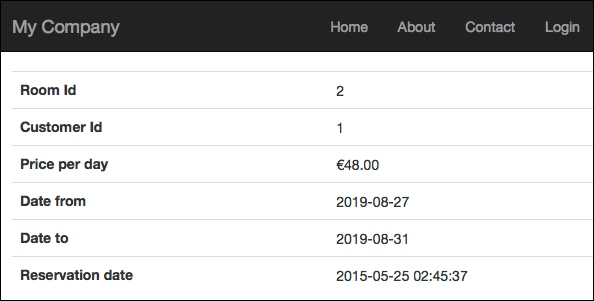 My Company Home About Contact Login
Room Id 2
Customer Id 1
Price per day €48.00
Date from 2019-08-27
Date to 2019-08-31
Reservation date 2015-05-25 02:45:37